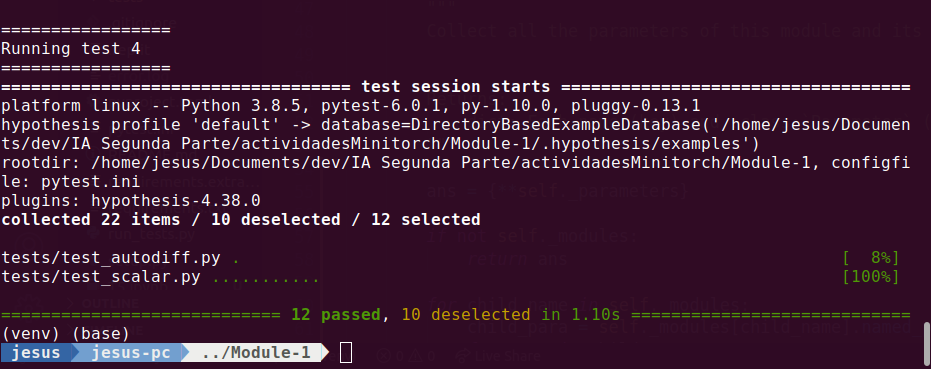 =================
Running test 4
=================
=================================== test session starts ===================================
platform linux -- Python 3.8.5, pytest-6.0.1, py-1.10.0, pluggy-0.13.1
hypothesis profile 'default' -> database=DirectoryBasedExampleDatabase('/home/jesus/Documen
ts/dev/IA Segunda Parte/actividadesMinitorch/Module-1/.hypothesis/examples')
rootdir: /home/jesus/Documents/dev/IA Segunda Parte/actividadesMinitorch/Module-1, configfi
le: pytest.ini
plugins: hypothesis-4.38.0
collected 22 items / 10 deselected / 12 selected
tests/test_autodiff.py . [  8%]
tests/test_scalar.py ........... [100%]
============================ 12 passed, 10 deselected in 1.10s ============================
(venv) (base)
jesus jesus-pc ../Module-1